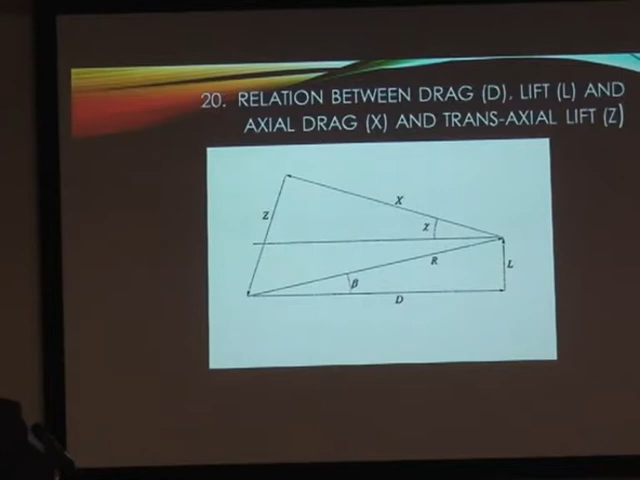 20. RELATION BETWEEN DRAG (D), LIFT (L) AND
AXIAL DRAG (X) AND TRANS-AXIAL LIFT (Z)
X
Z
χ
R
L
β
D